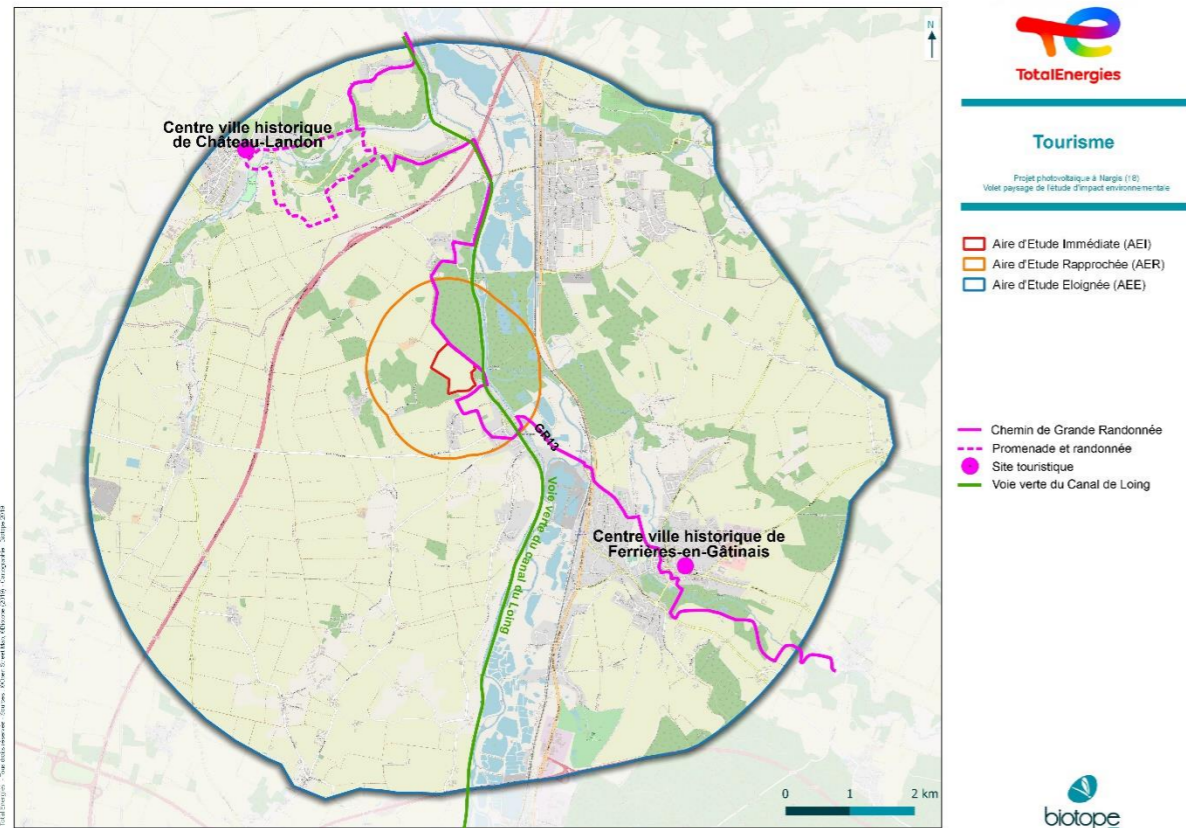 Centre ville historique
de Château-Landon
GR13
Voie verte du canal du Loing
Centre ville historique de
Ferrières-en-Gâtinais
N
0 1 2 km
TotalEnergies
Tourisme
Projet photovoltaïque à Nargis (18)
Volet paysage de l'étude d'impact environnementale
Aire d'Etude Immédiate (AEI)
Aire d'Etude Rapprochée (AER)
Aire d'Etude Eloignée (AEE)
Chemin de Grande Randonnée
Promenade et randonnée
Site touristique
Voie verte du Canal de Loing
biotope